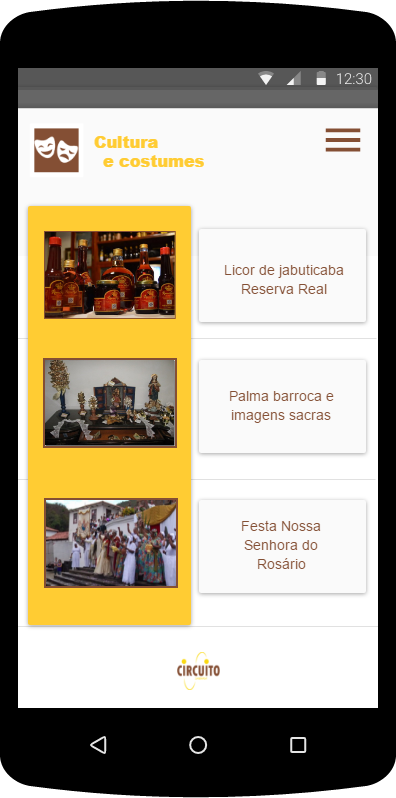 12:30
Cultura
e costumes
Licor de jabuticaba
Reserva Real
Palma barroca e
imagens sacras
Festa Nossa
Senhora do
Rosário
CIRCUITO